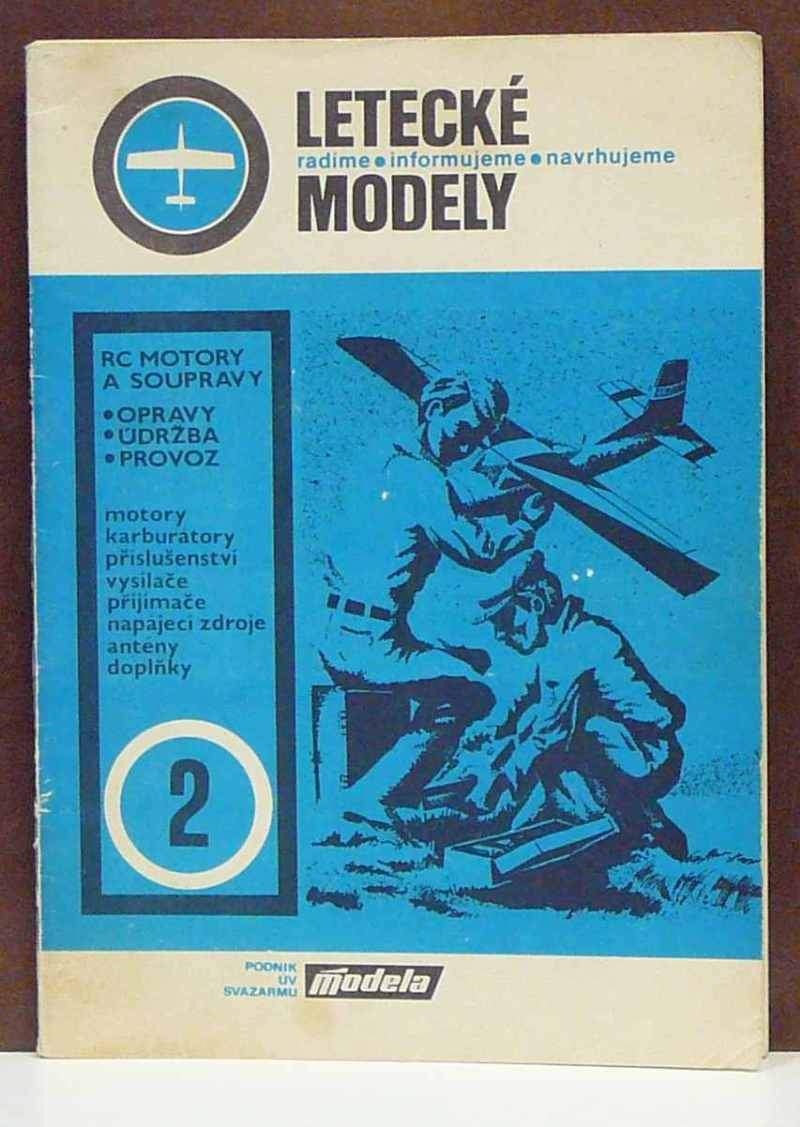 LETECKÉ
radíme • informujeme • navrhujeme
MODELY
RC MOTORY
A SOUPRAVY
• OPRAVY
• ÚDRŽBA
• PROVOZ
motory
karburátory
příslušenství
vysílače
přijímače
napájecí zdroje
antény
doplňky
2
PODNIK
ÚV
SVAZARMU
modela